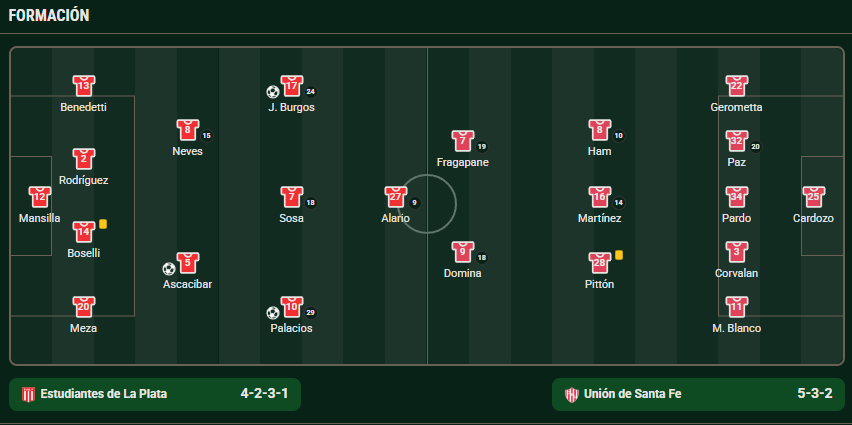 FORMACIÓN
13
Benedetti
2
Rodríguez
12
Mansilla
14
Boselli
20
Meza
8
15
Neves
5
Ascacibar
17
24
J. Burgos
7
18
Sosa
10
29
Palacios
27
9
Alario
7
19
Fragapane
9
18
Domina
8
10
Ham
16
14
Martínez
28
Pittón
22
Gerometta
32
20
Paz
34
Pardo
3
Corvalan
11
M. Blanco
25
Cardozo
Estudiantes de La Plata 4-2-3-1
Unión de Santa Fe 5-3-2